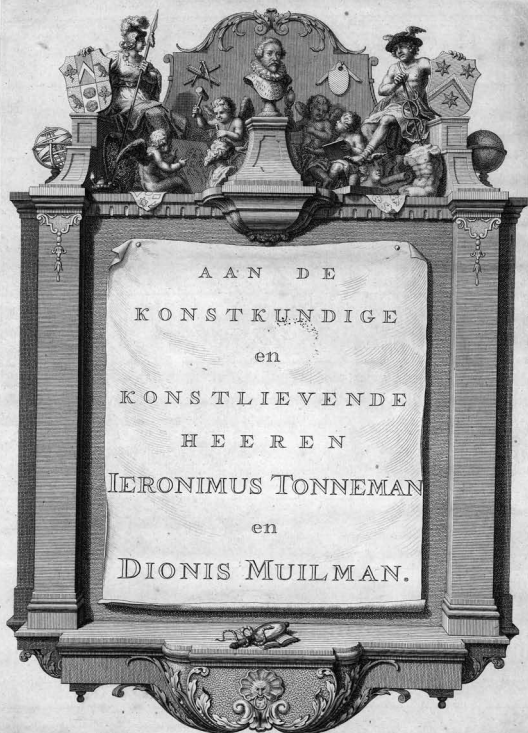 AAN DE
KONSTKUNDIGE
en
KONSTLIEVENDE
HEEREN
IERONIMUS TONNEMAN
en
DIONIS MUILMAN.